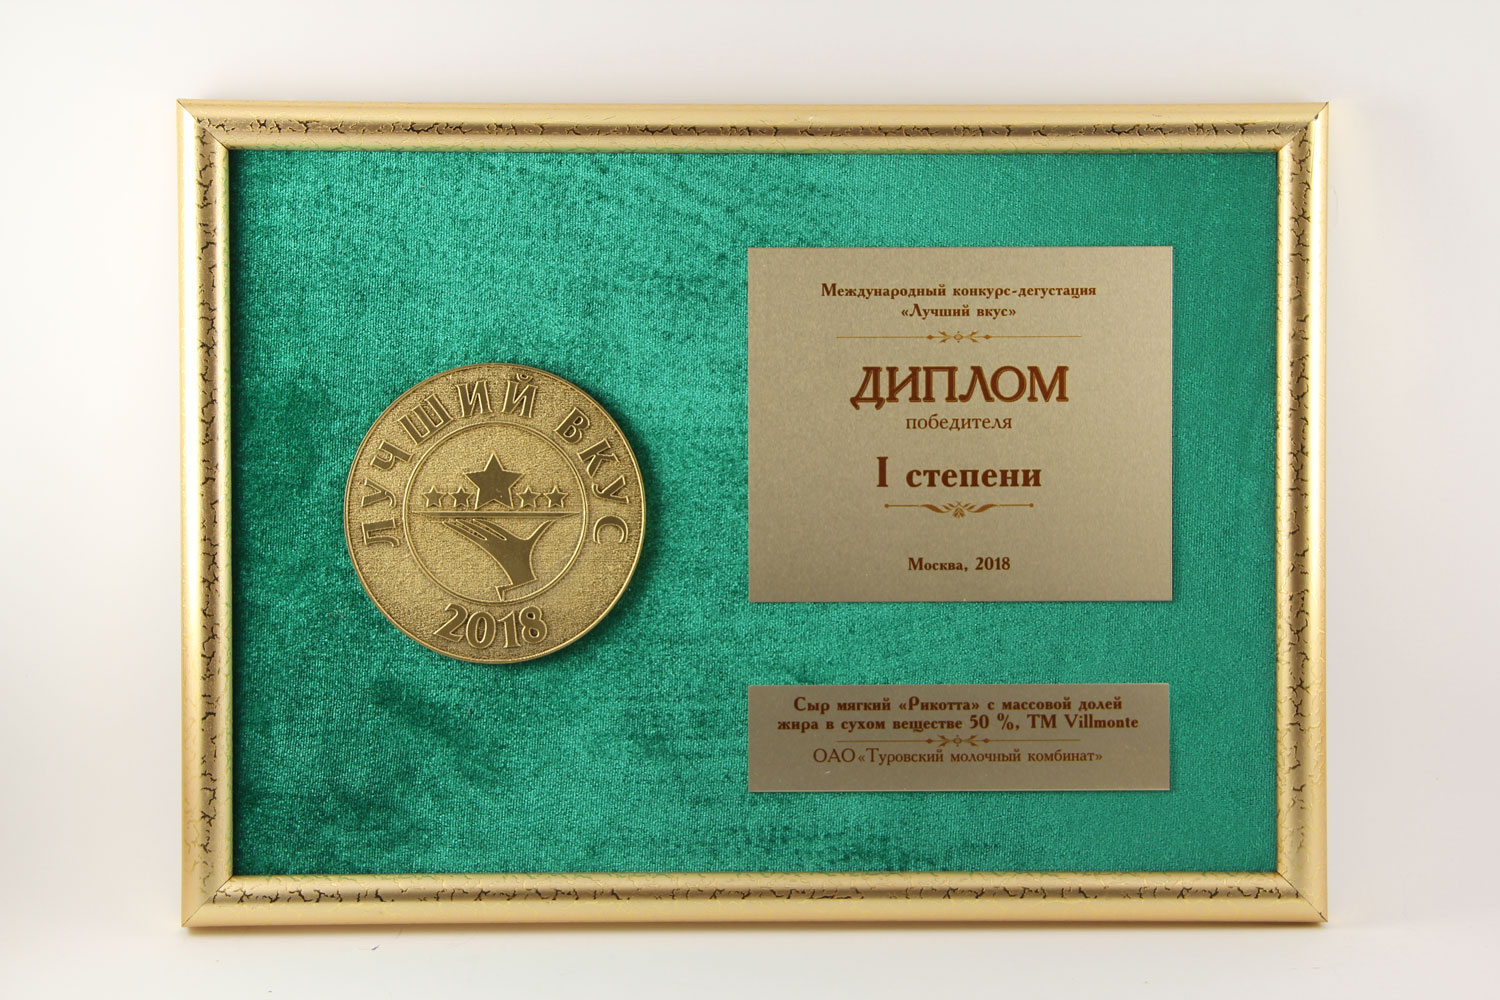 ЛУЧШИЙ ВКУС
2018
Международный конкурс-дегустация
«Лучший вкус»
ДИПЛОМ
победителя
I степени
Москва, 2018
Сыр мягкий «Рикотта» с массовой долей
жира в сухом веществе 50 %, ТМ Villmonte
ОАО «Туровский молочный комбинат»